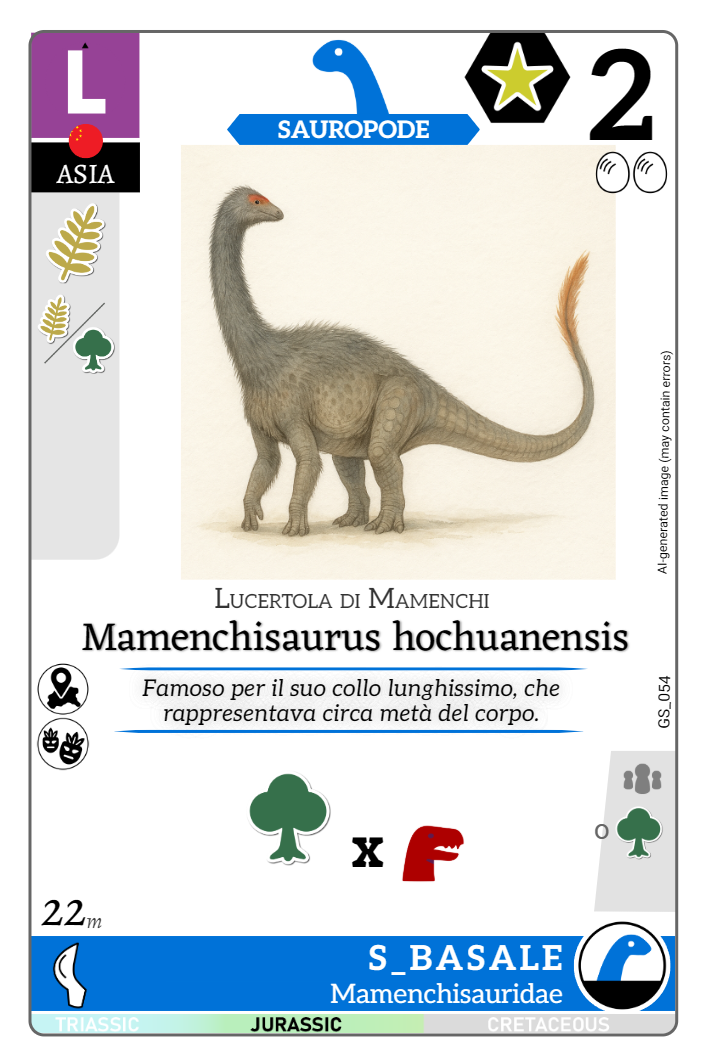 L
SAUROPODE
2
ASIA
AI-generated image (may contain errors)
LUCERTOLA DI MAMENCHI
Mamenchisaurus hochuanensis
Famoso per il suo collo lunghissimo, che
rappresentava circa metà del corpo.
GS_054
x
o
22m
S_BASALE
Mamenchisauridae
TRIASSIC JURASSIC CRETACEOUS